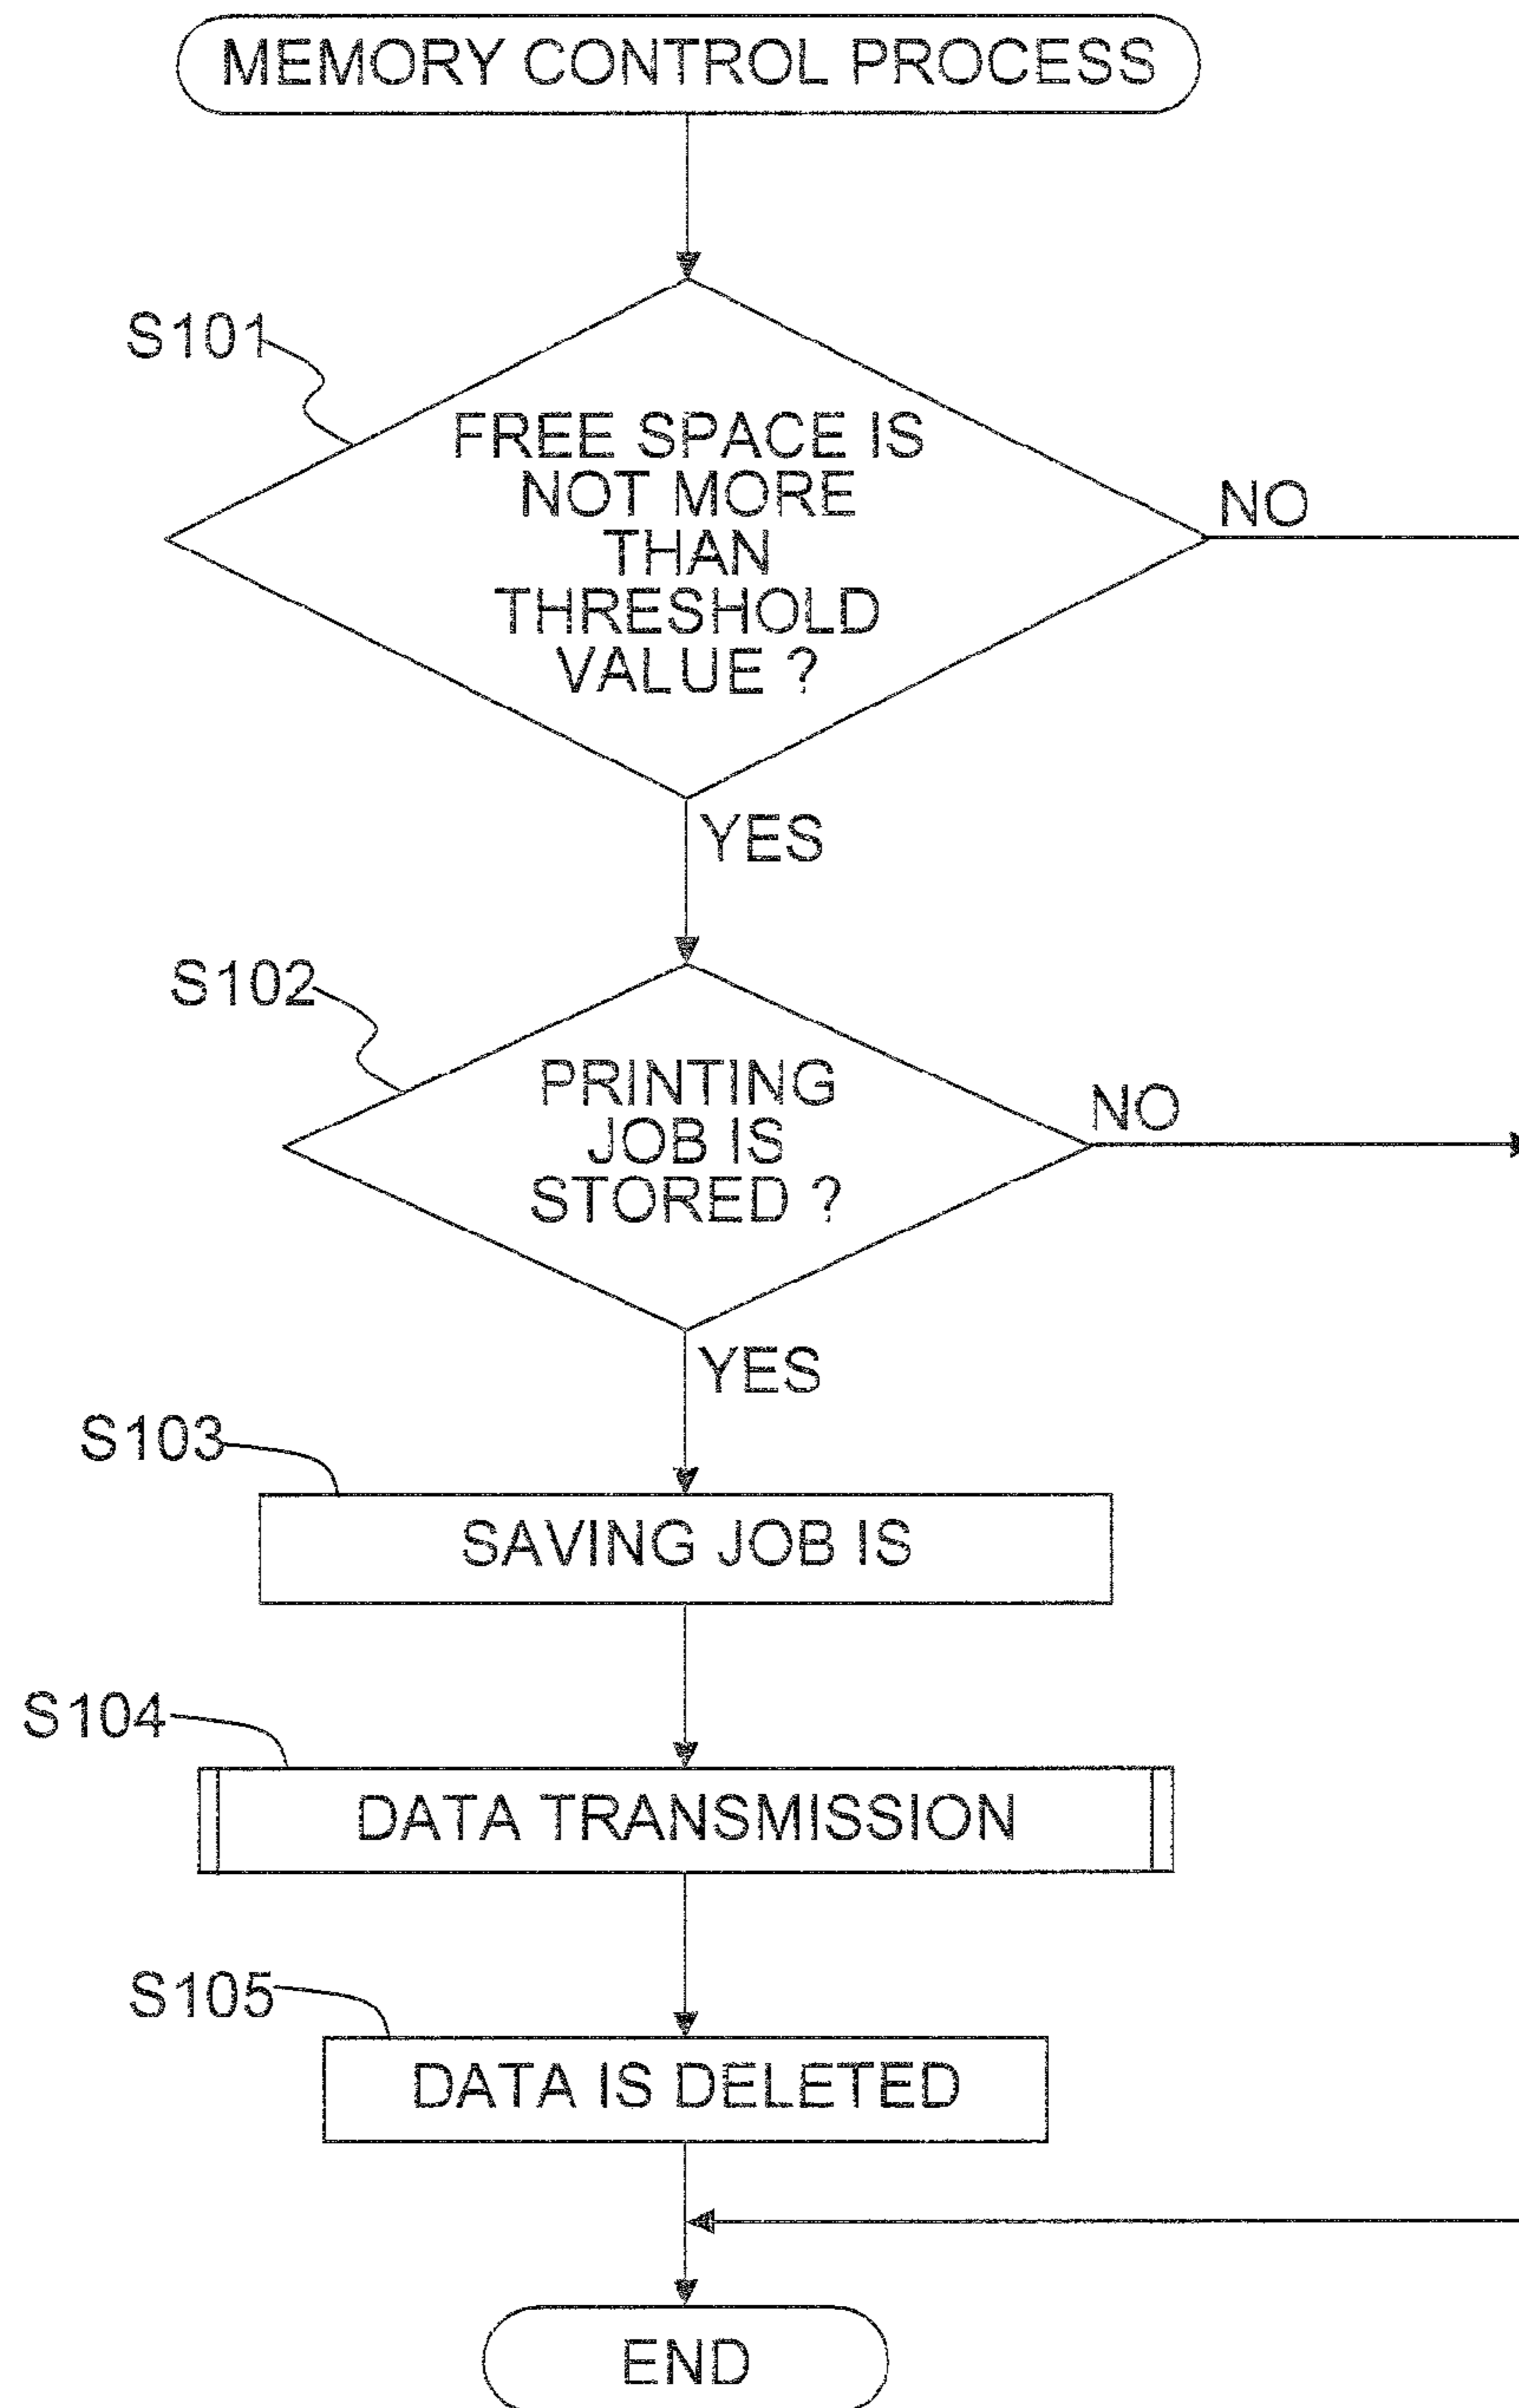 MEMORY CONTROL PROCESS
S101
FREE SPACE IS
NOT MORE
THAN
THRESHOLD
VALUE ?
NO
YES
S102
PRINTING
JOB IS
STORED ?
NO
YES
S103
SAVING JOB IS
S104
DATA TRANSMISSION
S105
DATA IS DELETED
END